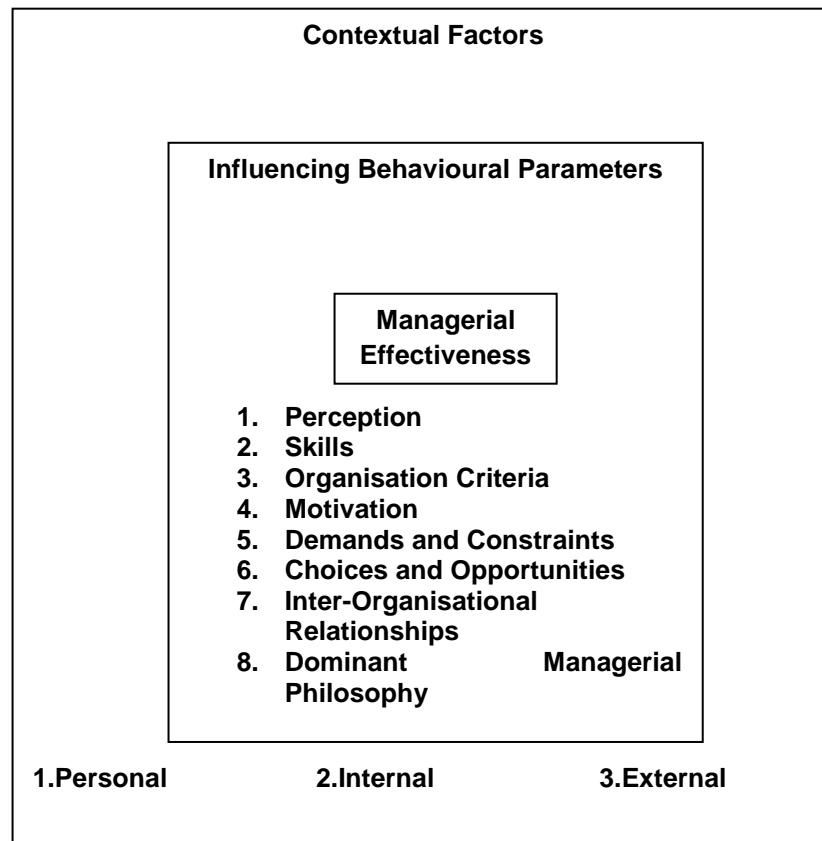 Contextual Factors
Influencing Behavioural Parameters
Managerial
Effectiveness
1. Perception
2. Skills
3. Organisation Criteria
4. Motivation
5. Demands and Constraints
6. Choices and Opportunities
7. Inter-Organisational
Relationships
8. Dominant Managerial
Philosophy
1.Personal 2.Internal 3.External